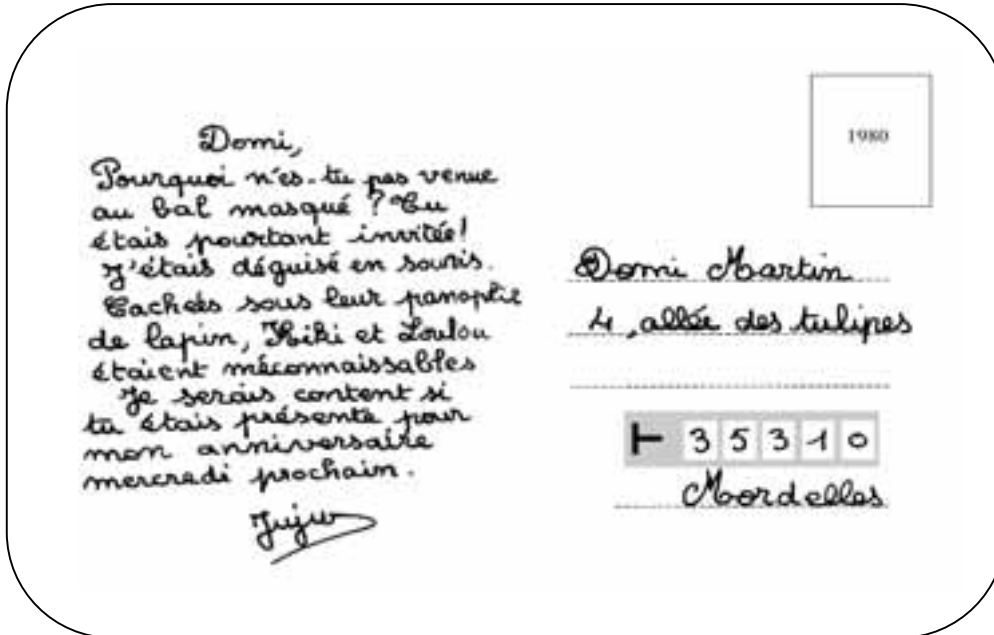 Domi,
Pourquoi n'es-tu pas venue
au bal masqué ? Tu
étais pourtant invitée!
J'étais déguisé en souris.
Cachées sous leur panoplie
de lapin, Kiki et Loulou
étaient méconnaissables
Je serais content si
tu étais présente pour
mon anniversaire
mercredi prochain.
Juju
1980
Domi Martin
4, allée des tulipes
35310
Mordelles